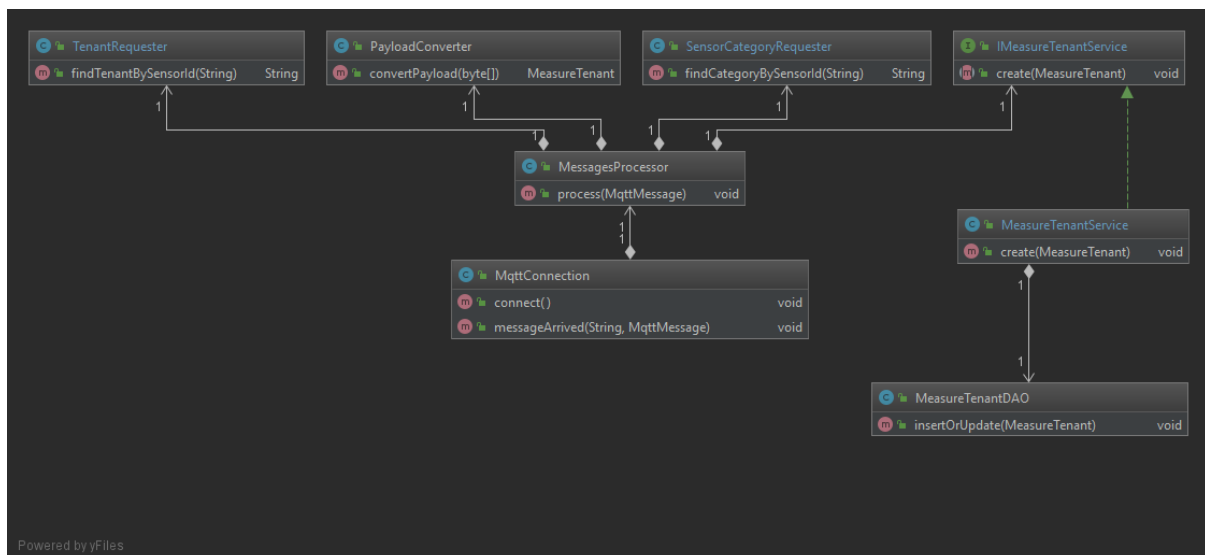 TenantRequester
findTenantBySensorId(String) String
PayloadConverter
convertPayload(byte[]) MeasureTenant
SensorCategoryRequester
findCategoryBySensorId(String) String
IMeasureTenantService
create(MeasureTenant) void
1 1 1 1
1 1 1 1
MessagesProcessor
process(MqttMessage) void
1
1
MqttConnection
connect() void
messageArrived(String, MqttMessage) void
MeasureTenantService
create(MeasureTenant) void
1
1
MeasureTenantDAO
insertOrUpdate(MeasureTenant) void
Powered by yFiles